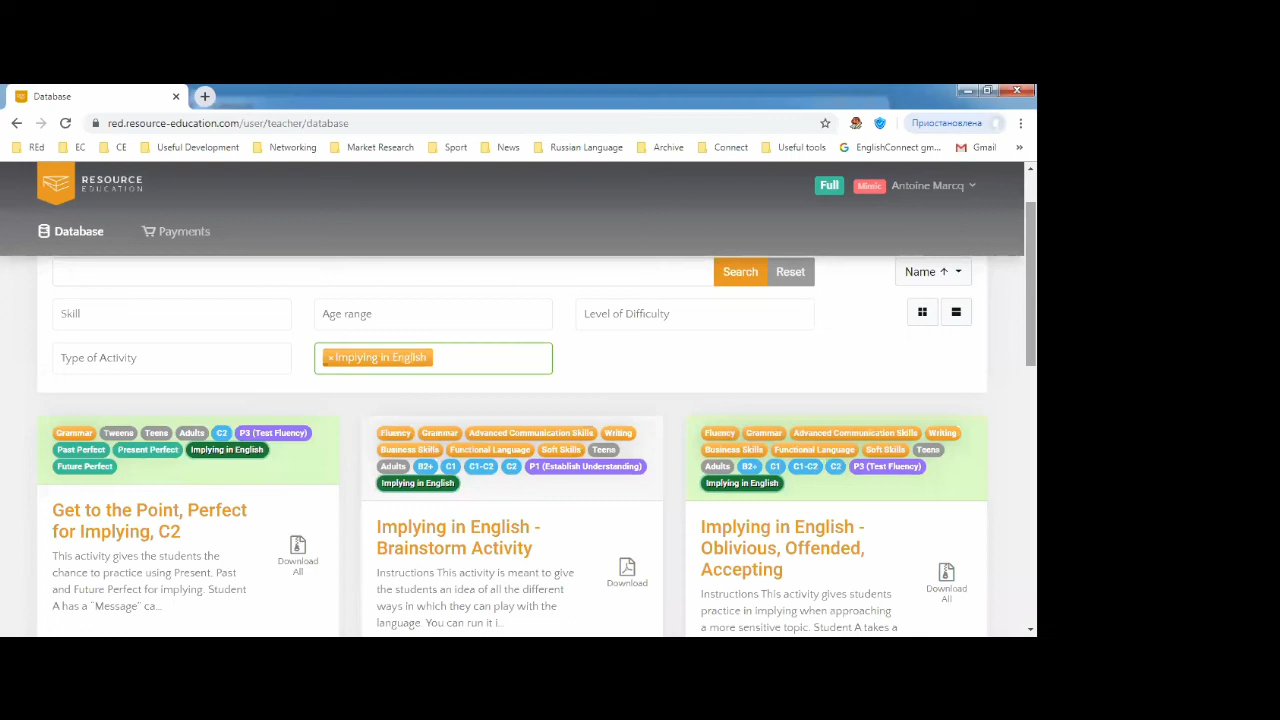 Database
red.resource-education.com/user/teacher/database
Приостановлена
REd EC CE Useful Development Networking Market Research Sport News Russian Language Archive Connect Useful tools EnglishConnect gm... Gmail »
RESOURCE
EDUCATION
Full Mimic Antoine Marcq
Database Payments
Search Reset Name ↑
Skill Age range Level of Difficulty
Type of Activity × Implying in English
Grammar Tweens Teens Adults C2 P3 (Test Fluency)
Past Perfect Present Perfect Implying in English
Future Perfect
Get to the Point, Perfect
for Implying, C2
This activity gives the students the
chance to practice using Present, Past
and Future Perfect for implying. Student
A has a "Message" ca...
Download
All
Fluency Grammar Advanced Communication Skills Writing
Business Skills Functional Language Soft Skills Teens
Adults B2+ C1 C1-C2 C2 P1 (Establish Understanding)
Implying in English
Implying in English -
Brainstorm Activity
Instructions This activity is meant to give
the students an idea of all the different
ways in which they can play with the
language. You can run it i...
Download
Fluency Grammar Advanced Communication Skills Writing
Business Skills Functional Language Soft Skills Teens
Adults B2+ C1 C1-C2 C2 P3 (Test Fluency)
Implying in English
Implying in English -
Oblivious, Offended,
Accepting
Instructions This activity gives students
practice in implying when approaching
a more sensitive topic. Student A takes a
Download
All